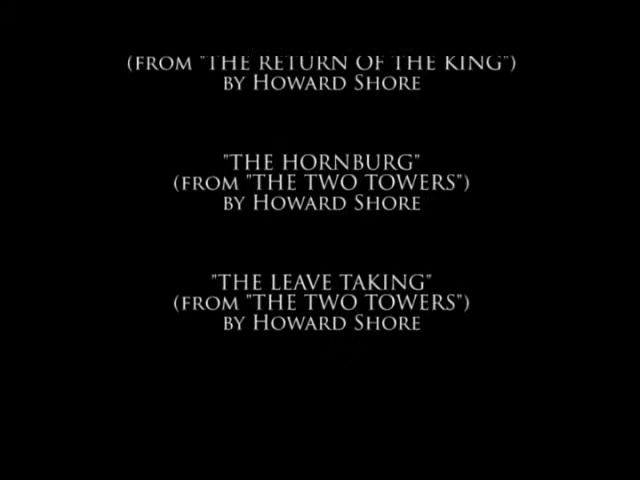 (FROM "THE RETURN OF THE KING")
BY HOWARD SHORE
"THE HORNBURG"
(FROM "THE TWO TOWERS")
BY HOWARD SHORE
"THE LEAVE TAKING"
(FROM "THE TWO TOWERS")
BY HOWARD SHORE